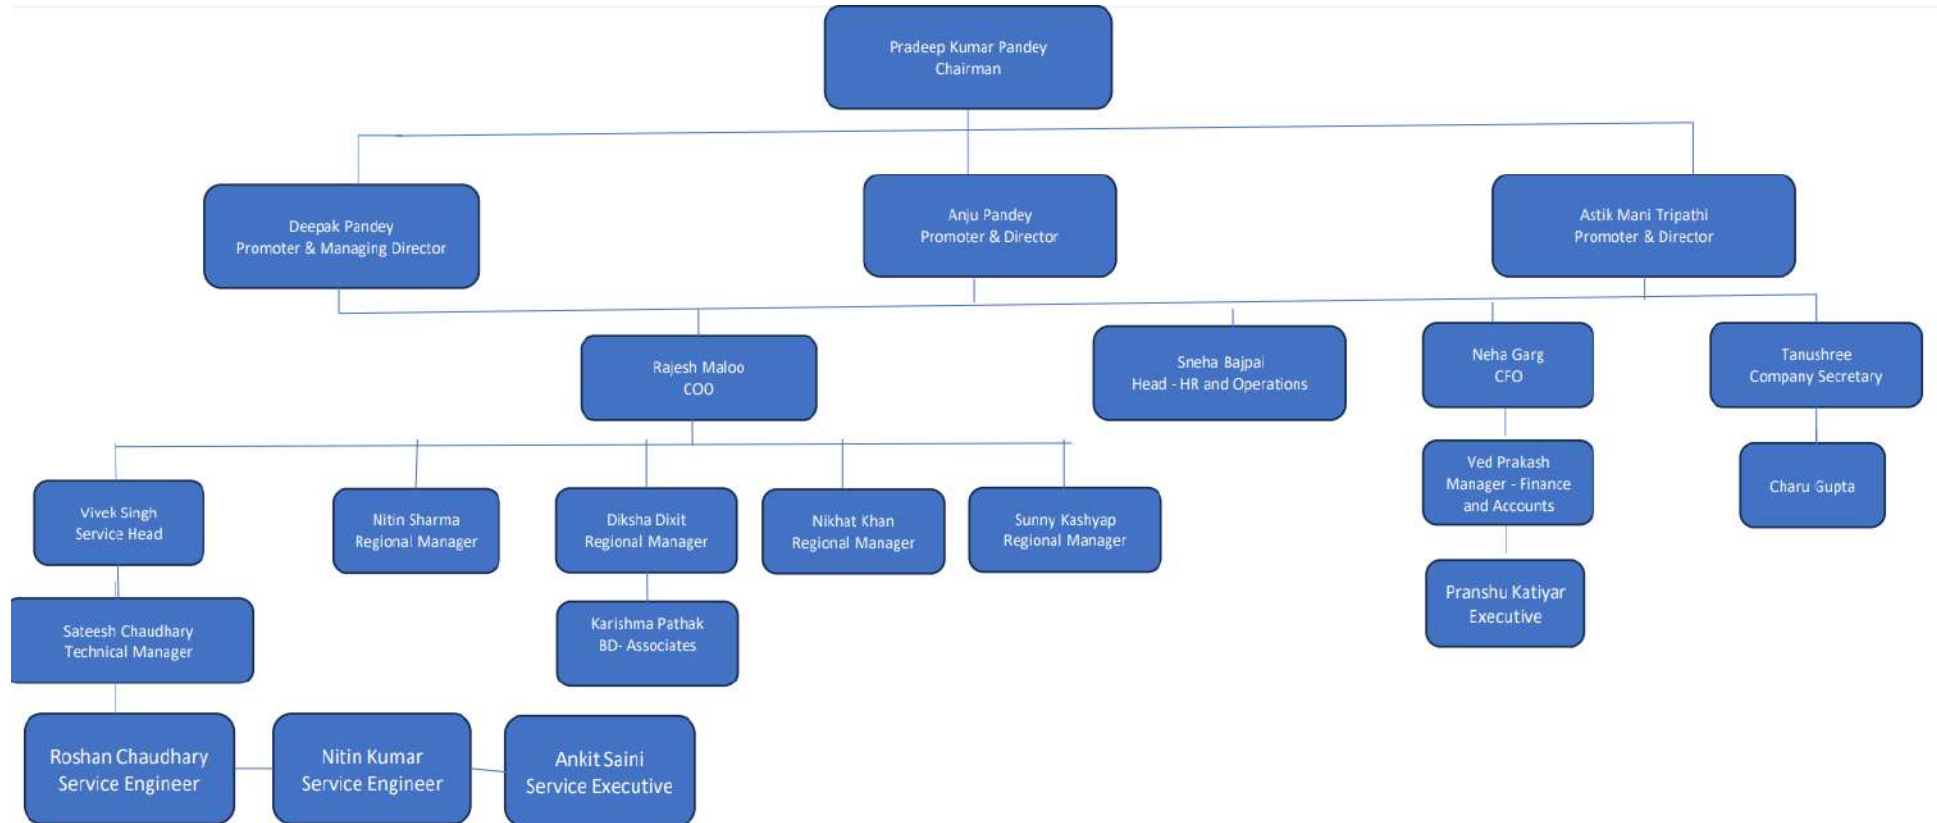 Pradeep Kumar Pandey
Chairman
Deepak Pandey
Promoter & Managing Director
Anju Pandey
Promoter & Director
Astik Mani Tripathi
Promoter & Director
Rajesh Maloo
COO
Sneha Bajpai
Head - HR and Operations
Neha Garg
CFO
Tanushree
Company Secretary
Vivek Singh
Service Head
Nitin Sharma
Regional Manager
Diksha Dixit
Regional Manager
Nikhat Khan
Regional Manager
Sunny Kashyap
Regional Manager
Ved Prakash
Manager - Finance
and Accounts
Charu Gupta
Sateesh Chaudhary
Technical Manager
Karishma Pathak
BD- Associates
Pranshu Katiyar
Executive
Roshan Chaudhary
Service Engineer
Nitin Kumar
Service Engineer
Ankit Saini
Service Executive